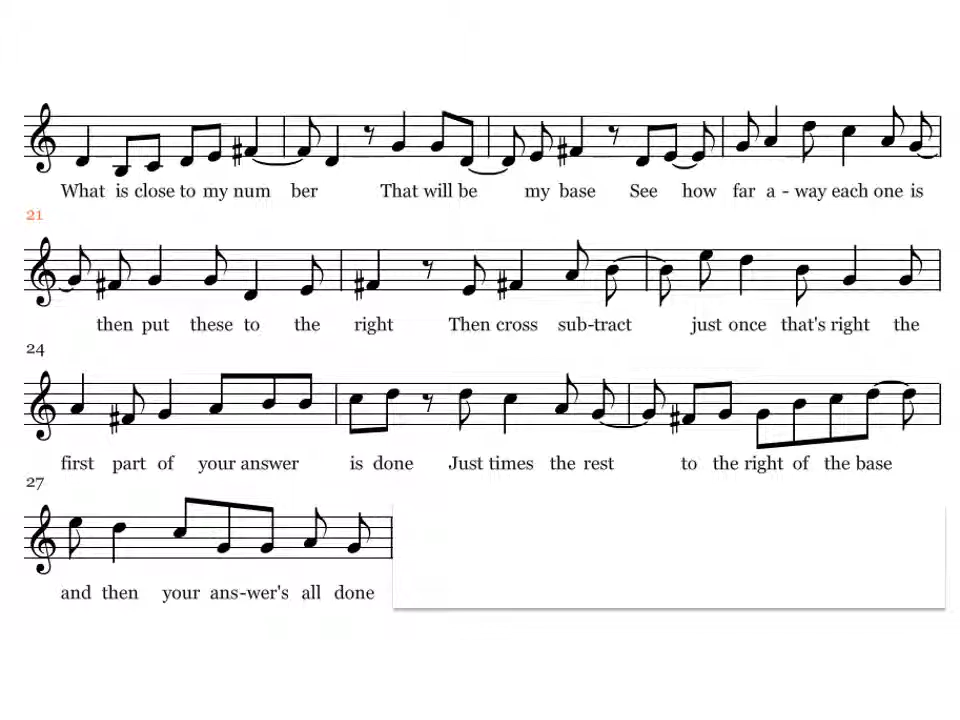 What is close to my num ber That will be my base See how far a - way each one is
21
then put these to the right Then cross sub-tract just once that's right the
24
first part of your answer is done Just times the rest to the right of the base
27
and then your ans-wer's all done